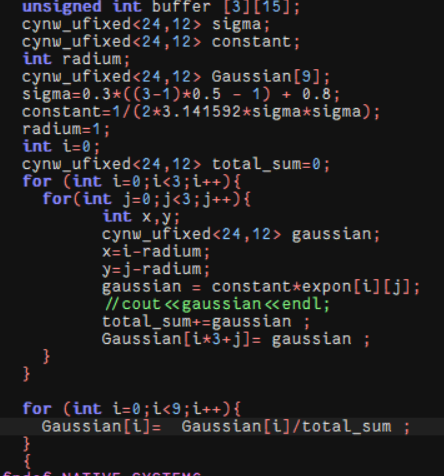 unsigned int buffer [3][15];
cynw_ufixed<24,12> sigma;
cynw_ufixed<24,12> constant;
int radium;
cynw_ufixed<24,12> Gaussian[9];
sigma=0.3*((3-1)*0.5 - 1) + 0.8;
constant=1/(2*3.141592*sigma*sigma);
radium=1;
int i=0;
cynw_ufixed<24,12> total_sum=0;
for (int i=0;i<3;i++){
for(int j=0;j<3;j++){
int x,y;
cynw_ufixed<24,12> gaussian;
x=i-radium;
y=j-radium;
gaussian = constant*expon[i][j];
//cout<<gaussian<<endl;
total_sum+=gaussian ;
Gaussian[i*3+j]= gaussian ;
}
}
for (int i=0;i<9;i++){
Gaussian[i]=  Gaussian[i]/total_sum ;
}
{